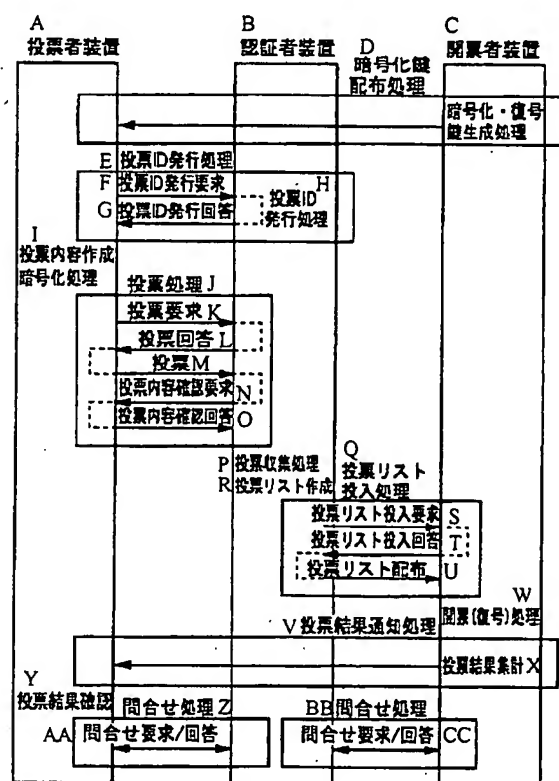 A
投票者装置
B
認証者装置
C
開票者装置
D
暗号化鍵
配布処理
暗号化・復号
鍵生成処理
E 投票ID発行処理
F 投票ID発行要求
G 投票ID発行回答
H
投票ID
発行処理
I
投票内容作成
暗号化処理
投票処理 J
投票要求 K
投票回答 L
投票 M
投票内容確認要求 N
投票内容確認回答 O
P 投票収集処理
R 投票リスト作成
Q
投票リスト
投入処理
投票リスト投入要求 S
投票リスト投入回答 T
投票リスト配布 U
W
開票(復号)処理
V 投票結果通知処理
投票結果集計 X
Y
投票結果確認
問合せ処理 Z
AA 問合せ要求/回答
BB 問合せ処理
問合せ要求/回答 CC